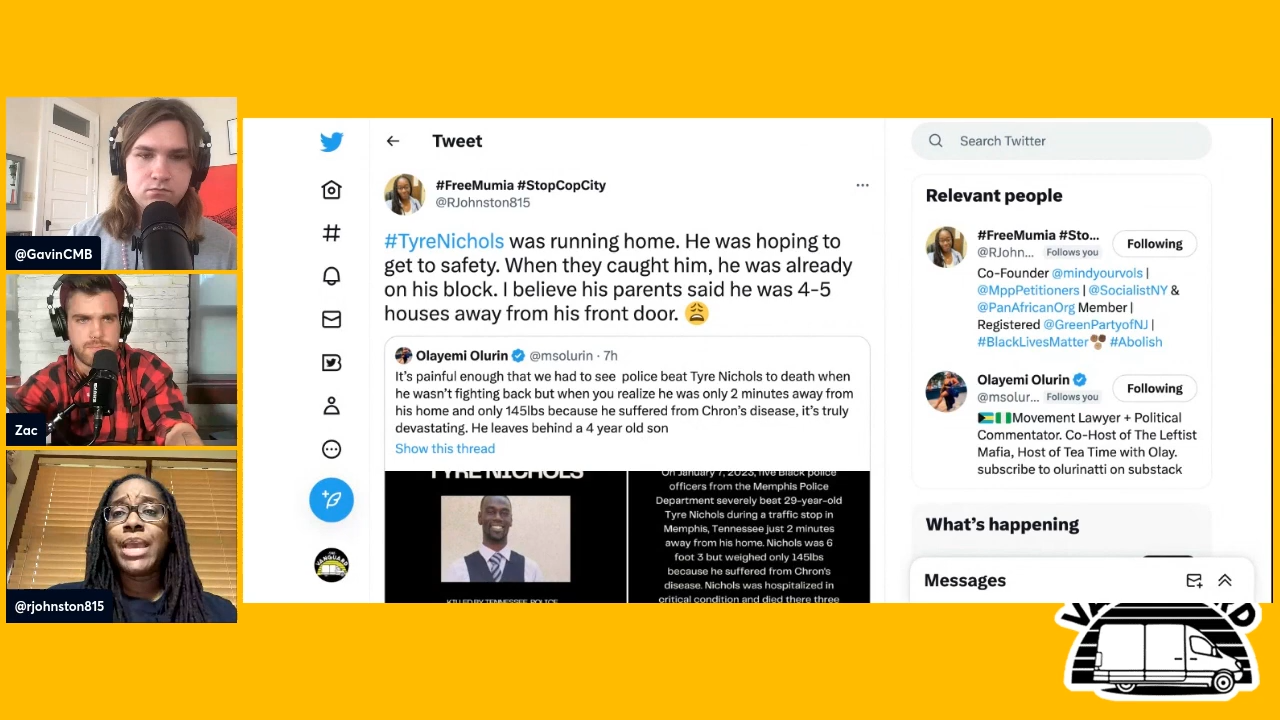 @GavinCMB
Zac
@rjohnston815
Tweet
#FreeMumia #StopCopCity
@RJohnston815
#TyreNichols was running home. He was hoping to
get to safety. When they caught him, he was already
on his block. I believe his parents said he was 4-5
houses away from his front door. 😩
Olayemi Olurin @msolurin · 7h
It's painful enough that we had to see police beat Tyre Nichols to death when
he wasn't fighting back but when you realize he was only 2 minutes away from
his home and only 145lbs because he suffered from Chron's disease, it's truly
devastating. He leaves behind a 4 year old son
Show this thread
TYRE NICHOLS
KILLED BY TENNESSEE POLICE
On January 7, 2023, five Black police
officers from the Memphis Police
Department severely beat 29-year-old
Tyre Nichols during a traffic stop in
Memphis, Tennessee just 2 minutes
away from his home. Nichols was 6
foot 3 but weighed only 145lbs
because he suffered from Chron's
disease. Nichols was hospitalized in
critical condition and died there three
Search Twitter
Relevant people
#FreeMumia #Sto...
@RJohn... Follows you
Following
Co-Founder @mindyourvols |
@MppPetitioners | @SocialistNY &
@PanAfricanOrg Member |
Registered @GreenPartyofNJ |
#BlackLivesMatter #Abolish
Olayemi Olurin
@msolur... Follows you
Following
🇧🇸🇳🇬Movement Lawyer + Political
Commentator. Co-Host of The Leftist
Mafia, Host of Tea Time with Olay.
subscribe to olurinatti on substack
What's happening
Messages
VANGUARD